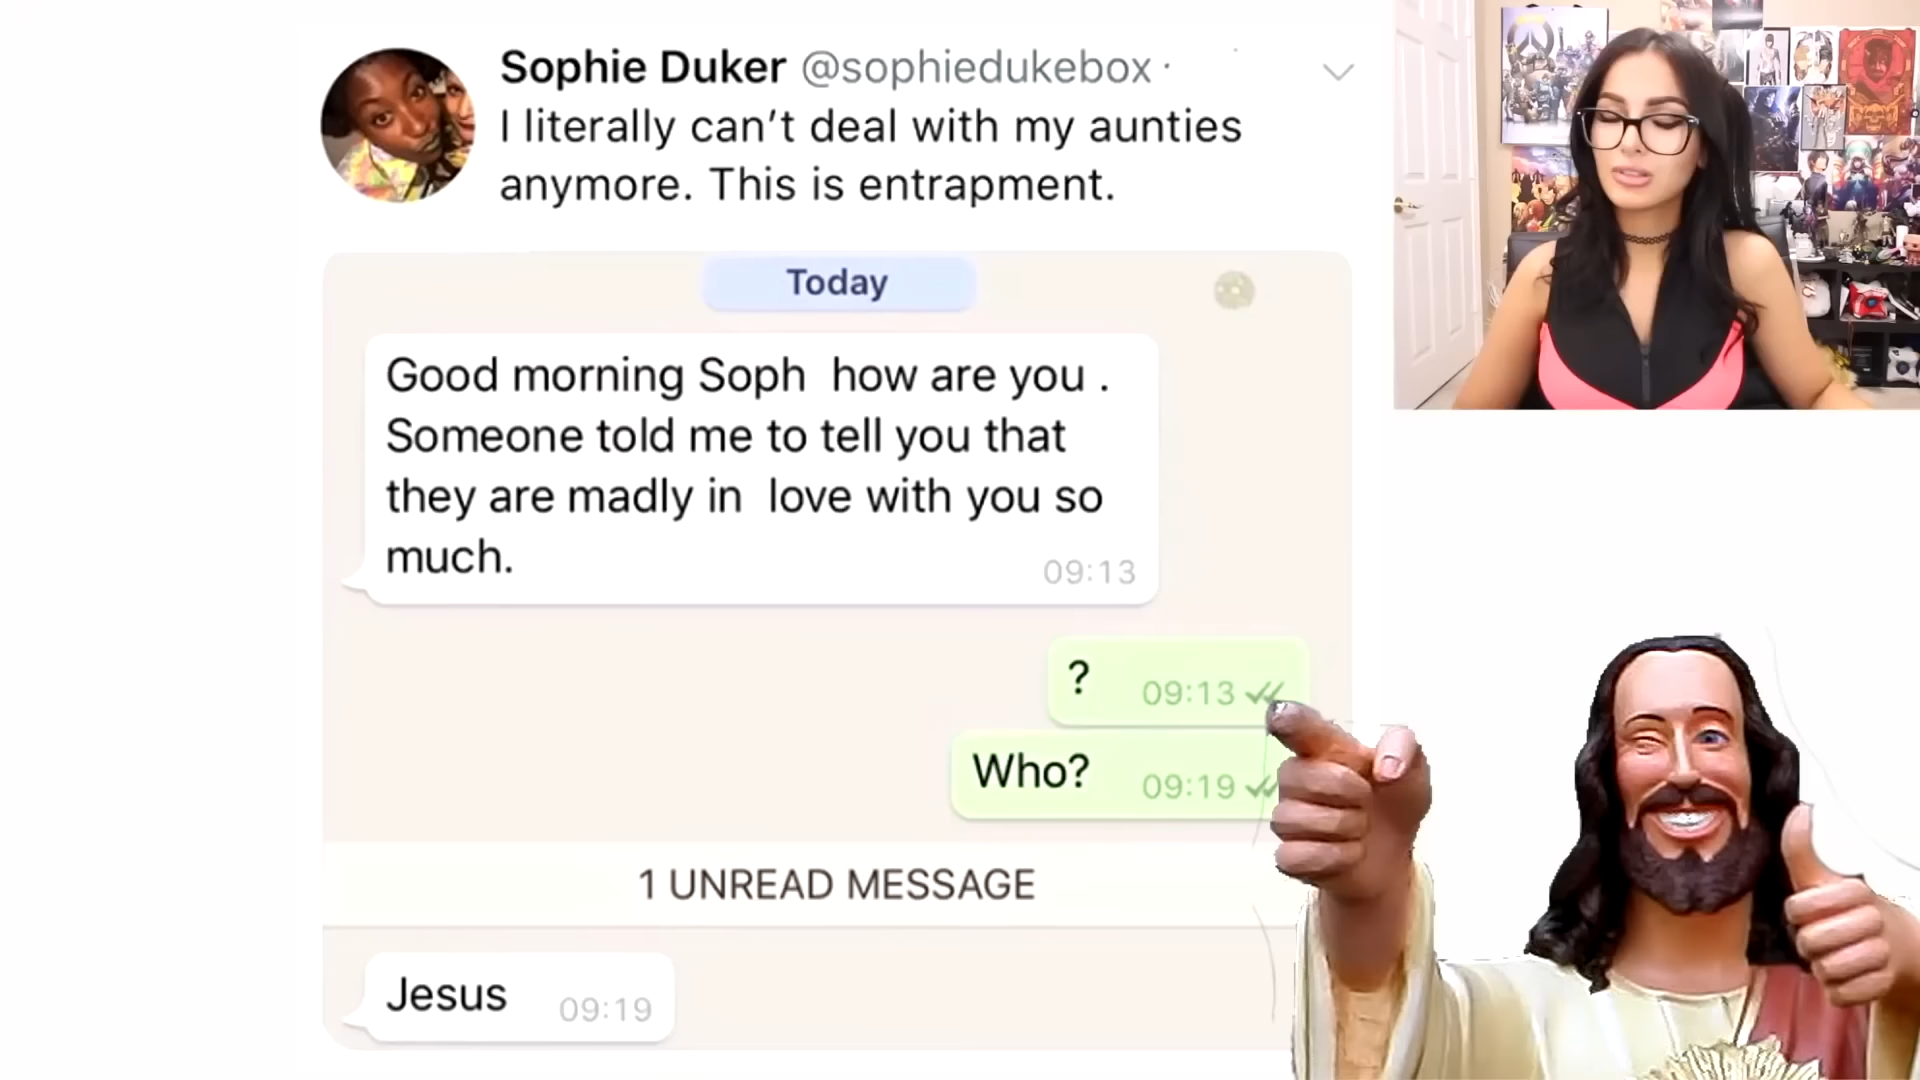 Sophie Duker @sophiedukebox ·
I literally can't deal with my aunties
anymore. This is entrapment.
Today
Good morning Soph  how are you .
Someone told me to tell you that
they are madly in  love with you so
much.
09:13
? 09:13
Who? 09:19
1 UNREAD MESSAGE
Jesus 09:19